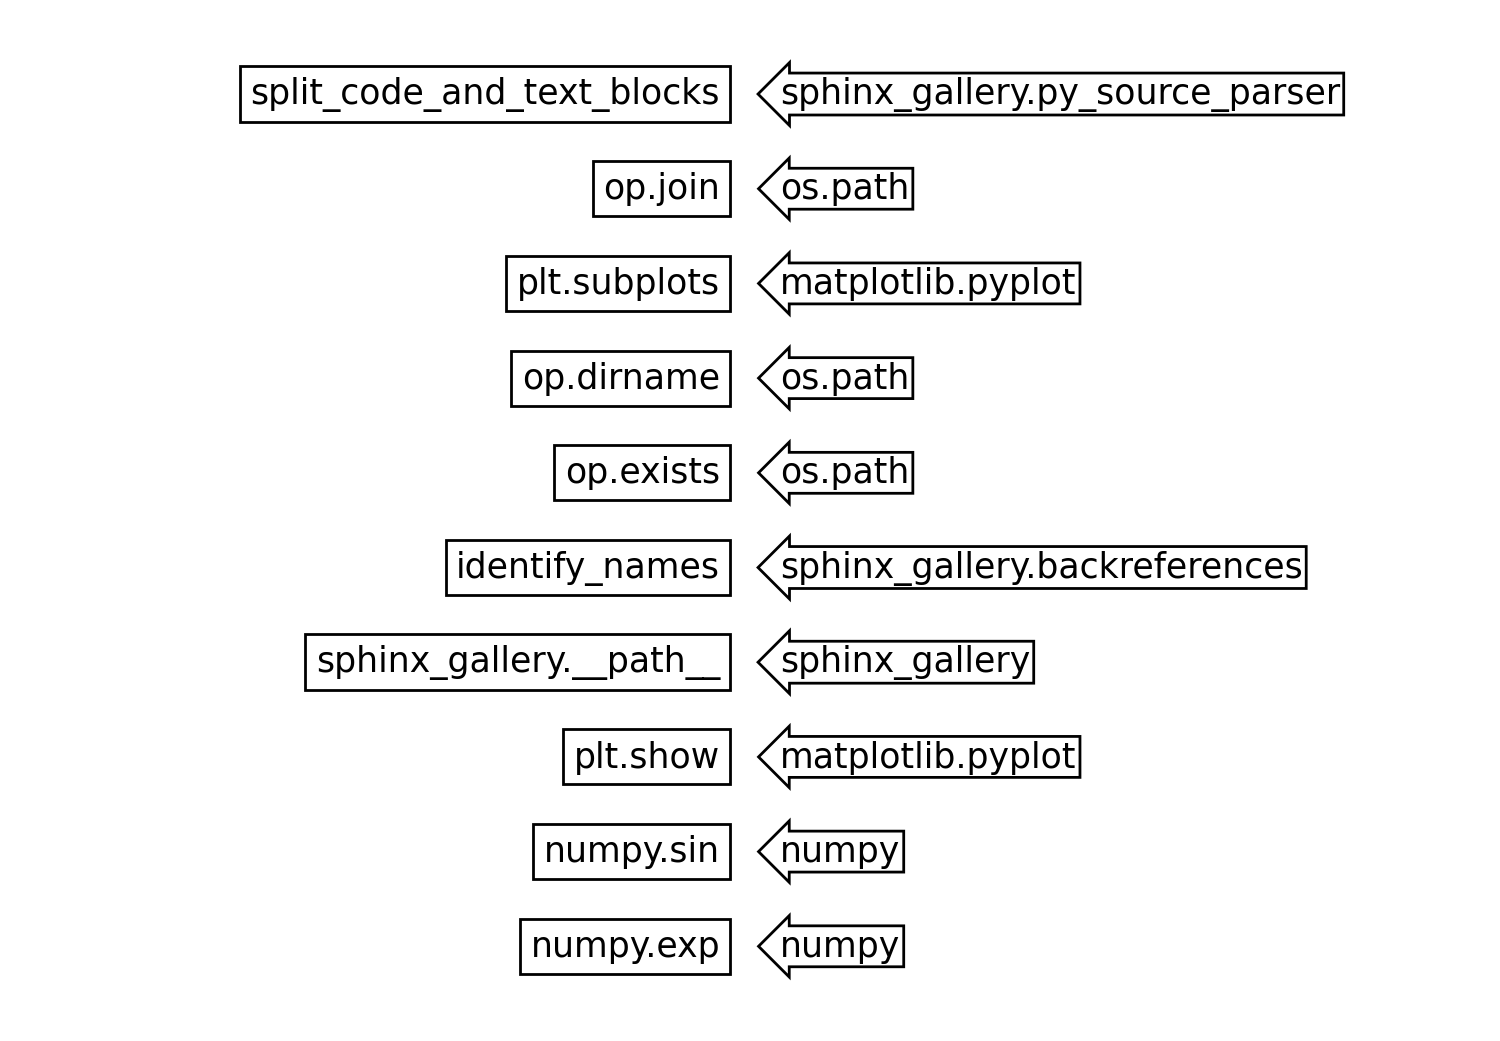 split_code_and_text_blocks sphinx_gallery.py_source_parser
op.join os.path
plt.subplots matplotlib.pyplot
op.dirname os.path
op.exists os.path
identify_names sphinx_gallery.backreferences
sphinx_gallery.__path__ sphinx_gallery
plt.show matplotlib.pyplot
numpy.sin numpy
numpy.exp numpy